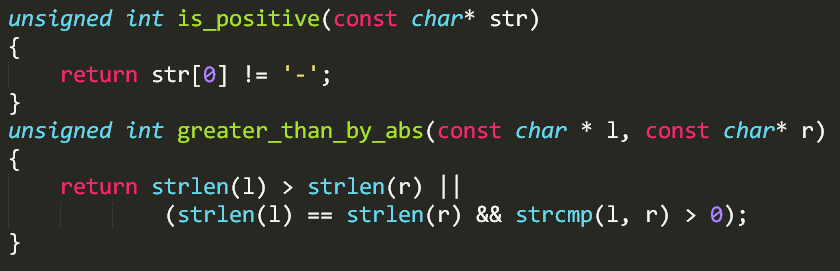 unsigned int is_positive(const char* str)
{
    return str[0] != '-';
}
unsigned int greater_than_by_abs(const char * l, const char* r)
{
    return strlen(l) > strlen(r) ||
            (strlen(l) == strlen(r) && strcmp(l, r) > 0);
}